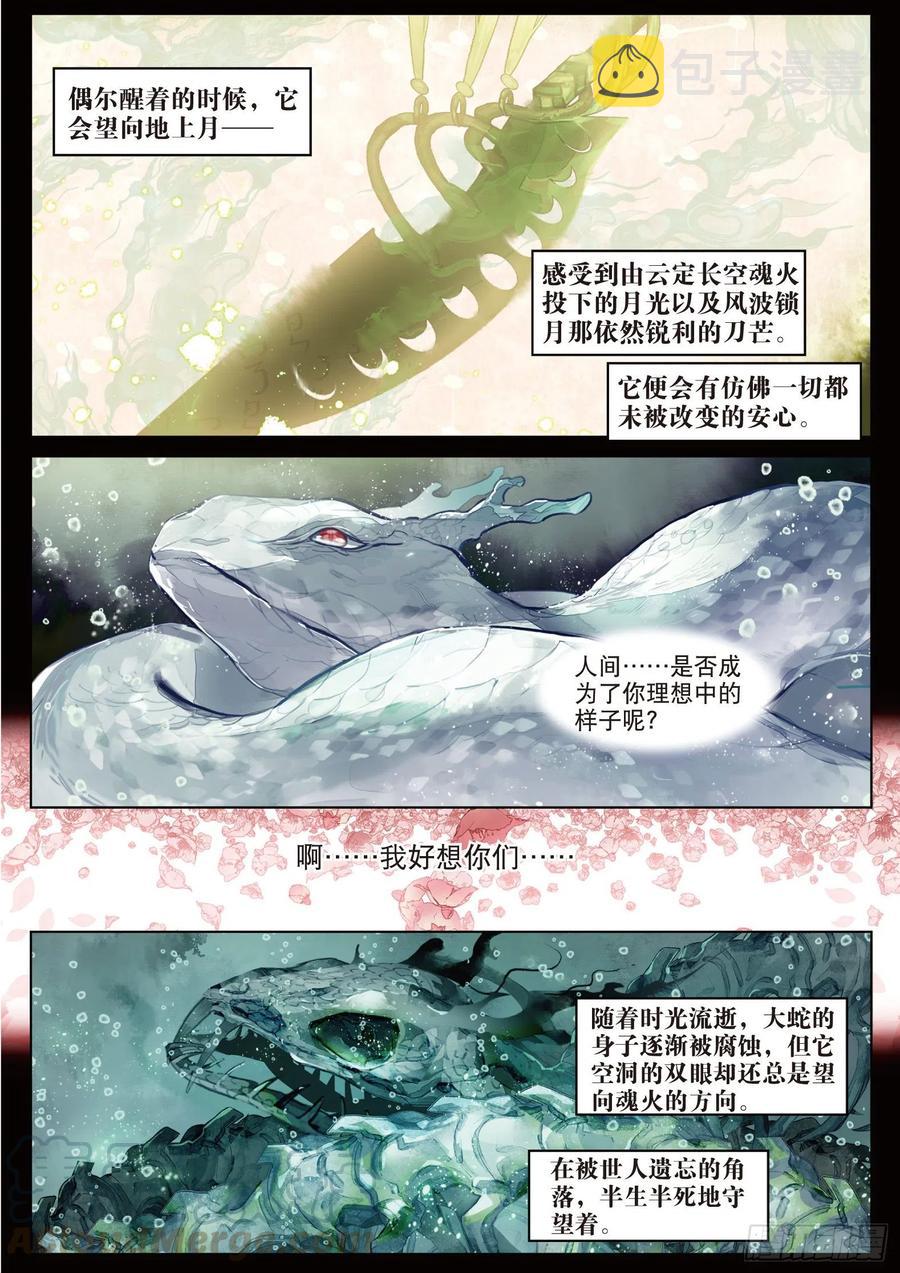 包子漫畫
偶尔醒着的时候，它
会望向地上月——
感受到由云定长空魂火
投下的月光以及风波锁
月那依然锐利的刀芒。
它便会有仿佛一切都
未被改变的安心。
人间……是否成
为了你理想中的
样子呢？
啊……我好想你们……
随着时光流逝，大蛇的
身子逐渐被腐蚀，但它
空洞的双眼却还总是望
向魂火的方向。
在被世人遗忘的角
落，半生半死地守
望着。
AcloudMerge.com
腾讯动漫